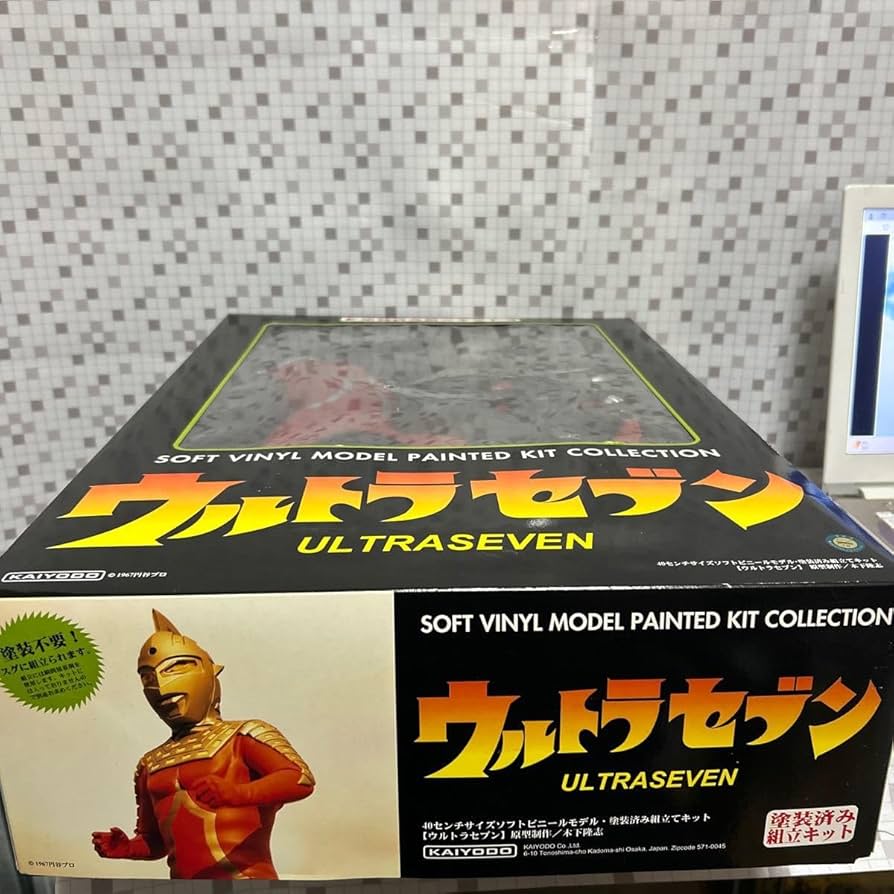 SOFT VINYL MODEL PAINTED KIT COLLECTION
ウルトラセブン
ULTRASEVEN
40センチサイズソフトビニールモデル・塗装済み組立てキット
【ウルトラセブン】 原型制作／木下隆志
KAIYODO ©1967円谷プロ
塗装不要!
スグに組立られます。
SOFT VINYL MODEL PAINTED KIT COLLECTION
ウルトラセブン
ULTRASEVEN
40センチサイズソフトビニールモデル・塗装済み組立てキット
【ウルトラセブン】原型制作／木下隆志
KAIYODO KAIYODO Co.,Ltd.
6-10 Tonoshima-cho Kadoma-shi Osaka, Japan. Zipcode 571-0045
塗装済み
組立キット
©1967円谷プロ